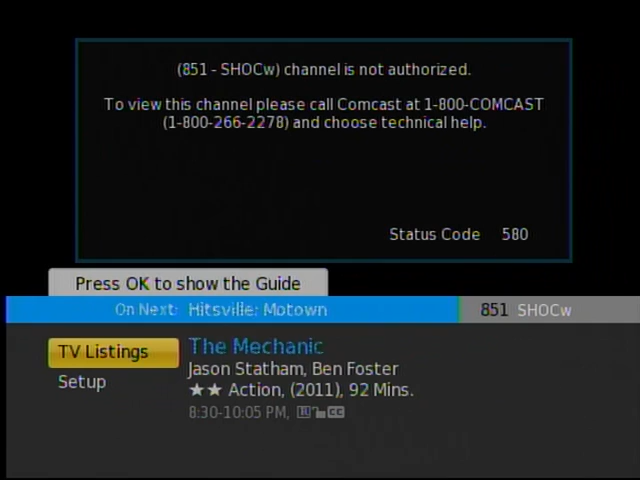 (851 - SHOCw) channel is not authorized.
To view this channel please call Comcast at 1-800-COMCAST
(1-800-266-2278) and choose technical help.
Status Code 580
Press OK to show the Guide
On Next: Hitsville: Motown 851 SHOCw
TV Listings The Mechanic
Jason Statham, Ben Foster
Setup ★★ Action, (2011), 92 Mins.
8:30-10:05 PM, R CC